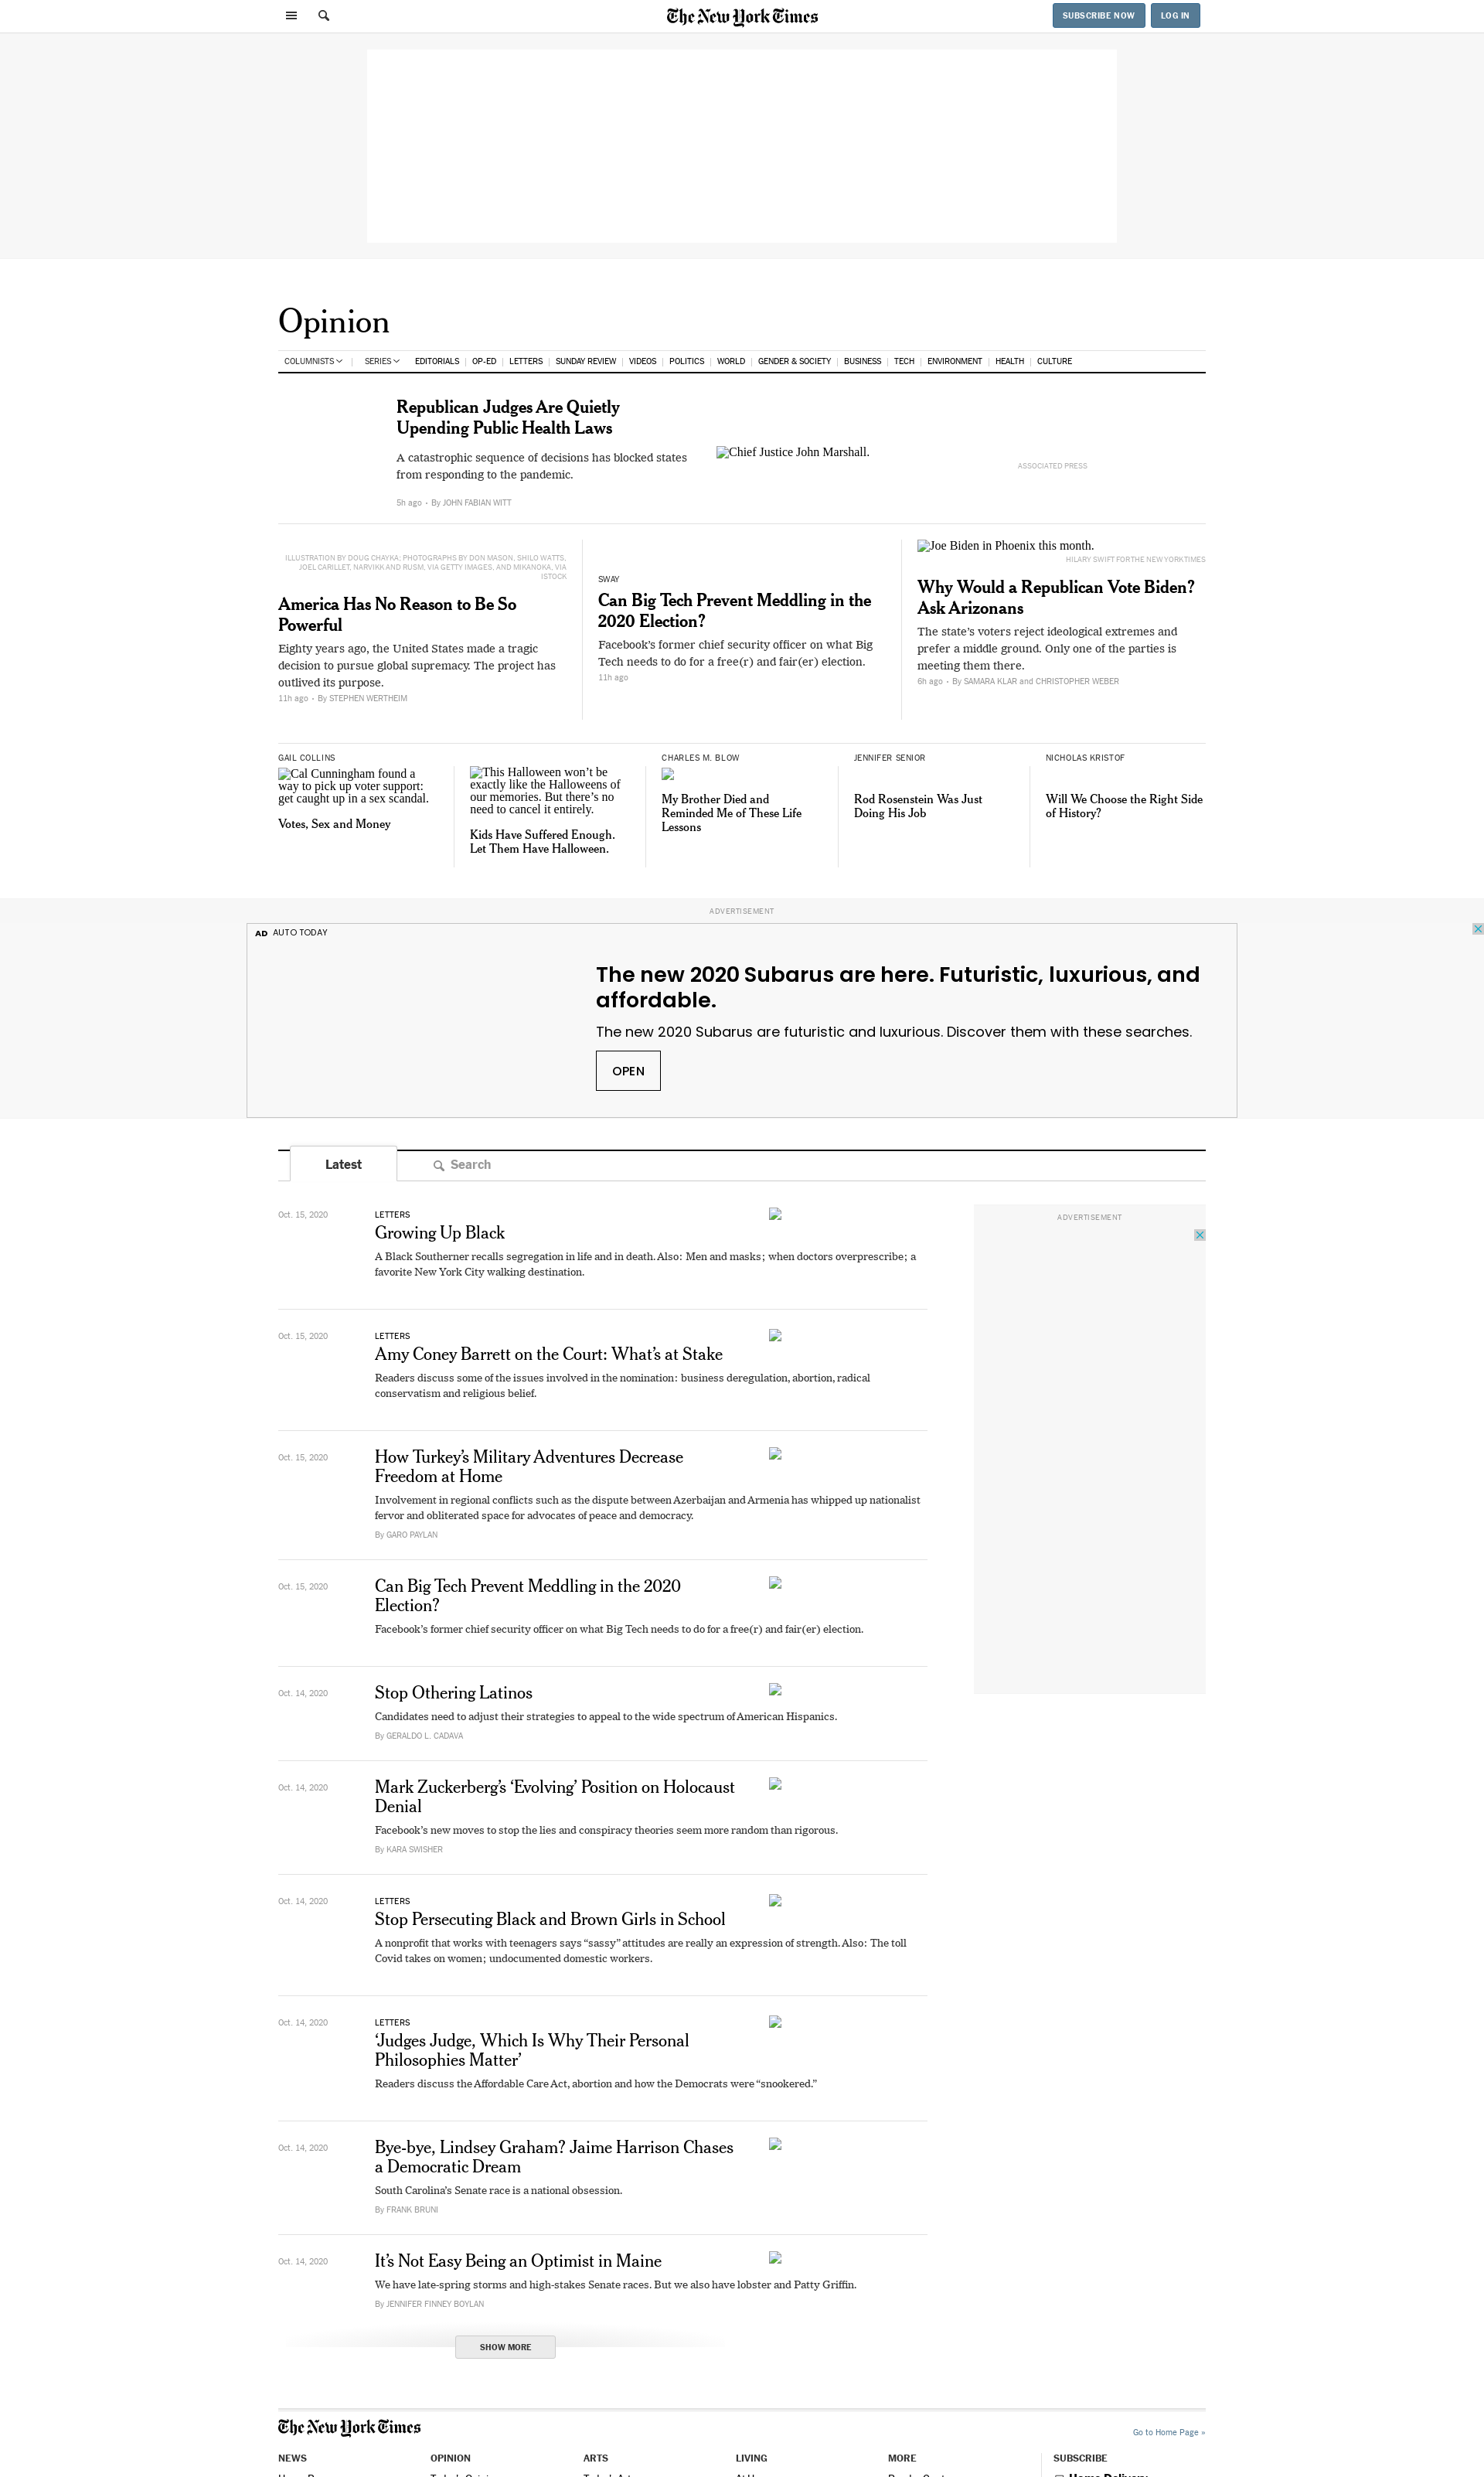 The New York Times
SUBSCRIBE NOW
LOG IN
Opinion
COLUMNISTS
SERIES
EDITORIALS
OP-ED
LETTERS
SUNDAY REVIEW
VIDEOS
POLITICS
WORLD
GENDER & SOCIETY
BUSINESS
TECH
ENVIRONMENT
HEALTH
CULTURE
Republican Judges Are Quietly
Upending Public Health Laws
A catastrophic sequence of decisions has blocked states
from responding to the pandemic.
5h ago • By JOHN FABIAN WITT
Chief Justice John Marshall.
ASSOCIATED PRESS
ILLUSTRATION BY DOUG CHAYKA; PHOTOGRAPHS BY DON MASON, SHILO WATTS,
JOEL CARILLET, NARVIKK AND RUSM, VIA GETTY IMAGES, AND MIKANOKA, VIA
ISTOCK
America Has No Reason to Be So
Powerful
Eighty years ago, the United States made a tragic
decision to pursue global supremacy. The project has
outlived its purpose.
11h ago • By STEPHEN WERTHEIM
SWAY
Can Big Tech Prevent Meddling in the
2020 Election?
Facebook’s former chief security officer on what Big
Tech needs to do for a free(r) and fair(er) election.
11h ago
Joe Biden in Phoenix this month.
HILARY SWIFT FOR THE NEW YORK TIMES
Why Would a Republican Vote Biden?
Ask Arizonans
The state’s voters reject ideological extremes and
prefer a middle ground. Only one of the parties is
meeting them there.
6h ago • By SAMARA KLAR and CHRISTOPHER WEBER
GAIL COLLINS
Cal Cunningham found a
way to pick up voter support:
get caught up in a sex scandal.
Votes, Sex and Money
This Halloween won’t be
exactly like the Halloweens of
our memories. But there’s no
need to cancel it entirely.
Kids Have Suffered Enough.
Let Them Have Halloween.
CHARLES M. BLOW
My Brother Died and
Reminded Me of These Life
Lessons
JENNIFER SENIOR
Rod Rosenstein Was Just
Doing His Job
NICHOLAS KRISTOF
Will We Choose the Right Side
of History?
ADVERTISEMENT
AD AUTO TODAY
The new 2020 Subarus are here. Futuristic, luxurious, and
affordable.
The new 2020 Subarus are futuristic and luxurious. Discover them with these searches.
OPEN
Latest
Search
ADVERTISEMENT
Oct. 15, 2020
LETTERS
Growing Up Black
A Black Southerner recalls segregation in life and in death. Also: Men and masks; when doctors overprescribe; a
favorite New York City walking destination.
Oct. 15, 2020
LETTERS
Amy Coney Barrett on the Court: What’s at Stake
Readers discuss some of the issues involved in the nomination: business deregulation, abortion, radical
conservatism and religious belief.
Oct. 15, 2020
How Turkey’s Military Adventures Decrease
Freedom at Home
Involvement in regional conflicts such as the dispute between Azerbaijan and Armenia has whipped up nationalist
fervor and obliterated space for advocates of peace and democracy.
By GARO PAYLAN
Oct. 15, 2020
Can Big Tech Prevent Meddling in the 2020
Election?
Facebook’s former chief security officer on what Big Tech needs to do for a free(r) and fair(er) election.
Oct. 14, 2020
Stop Othering Latinos
Candidates need to adjust their strategies to appeal to the wide spectrum of American Hispanics.
By GERALDO L. CADAVA
Oct. 14, 2020
Mark Zuckerberg’s ‘Evolving’ Position on Holocaust
Denial
Facebook’s new moves to stop the lies and conspiracy theories seem more random than rigorous.
By KARA SWISHER
Oct. 14, 2020
LETTERS
Stop Persecuting Black and Brown Girls in School
A nonprofit that works with teenagers says “sassy” attitudes are really an expression of strength. Also: The toll
Covid takes on women; undocumented domestic workers.
Oct. 14, 2020
LETTERS
‘Judges Judge, Which Is Why Their Personal
Philosophies Matter’
Readers discuss the Affordable Care Act, abortion and how the Democrats were “snookered.”
Oct. 14, 2020
Bye-bye, Lindsey Graham? Jaime Harrison Chases
a Democratic Dream
South Carolina’s Senate race is a national obsession.
By FRANK BRUNI
Oct. 14, 2020
It’s Not Easy Being an Optimist in Maine
We have late-spring storms and high-stakes Senate races. But we also have lobster and Patty Griffin.
By JENNIFER FINNEY BOYLAN
SHOW MORE
The New York Times
Go to Home Page »
NEWS
OPINION
ARTS
LIVING
MORE
SUBSCRIBE
Home Delivery